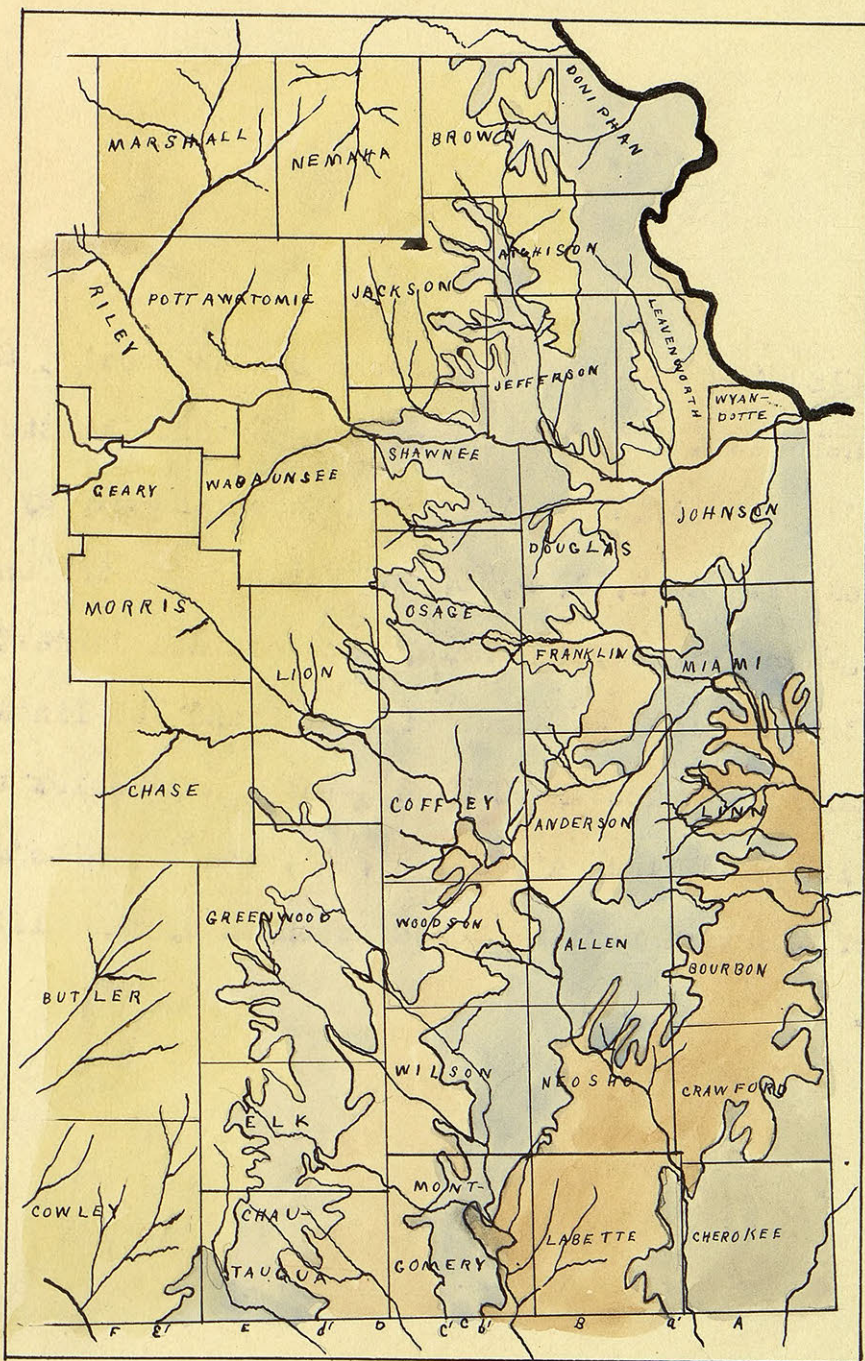 DONIPHAN
MARSHALL
NEMAHA
BROWN
ATCHISON
RILEY
POTTAWATOMIE
JACKSON
LEAVENWORTH
JEFFERSON
WYAN-
DOTTE
SHAWNEE
GEARY
WABAUNSEE
JOHNSON
DOUGLAS
MORRIS
OSAGE
FRANKLIN
MIAMI
LION
CHASE
COFFEY
ANDERSON
LINN
GREENWOOD
WOODSON
ALLEN
BOURBON
BUTLER
WILSON
NEOSHO
CRAWFORD
ELK
MONT-
GOMERY
COWLEY
CHAU-
TAUQUA
LABETTE
CHEROKEE
F E' E d' D C' C b' B a' A